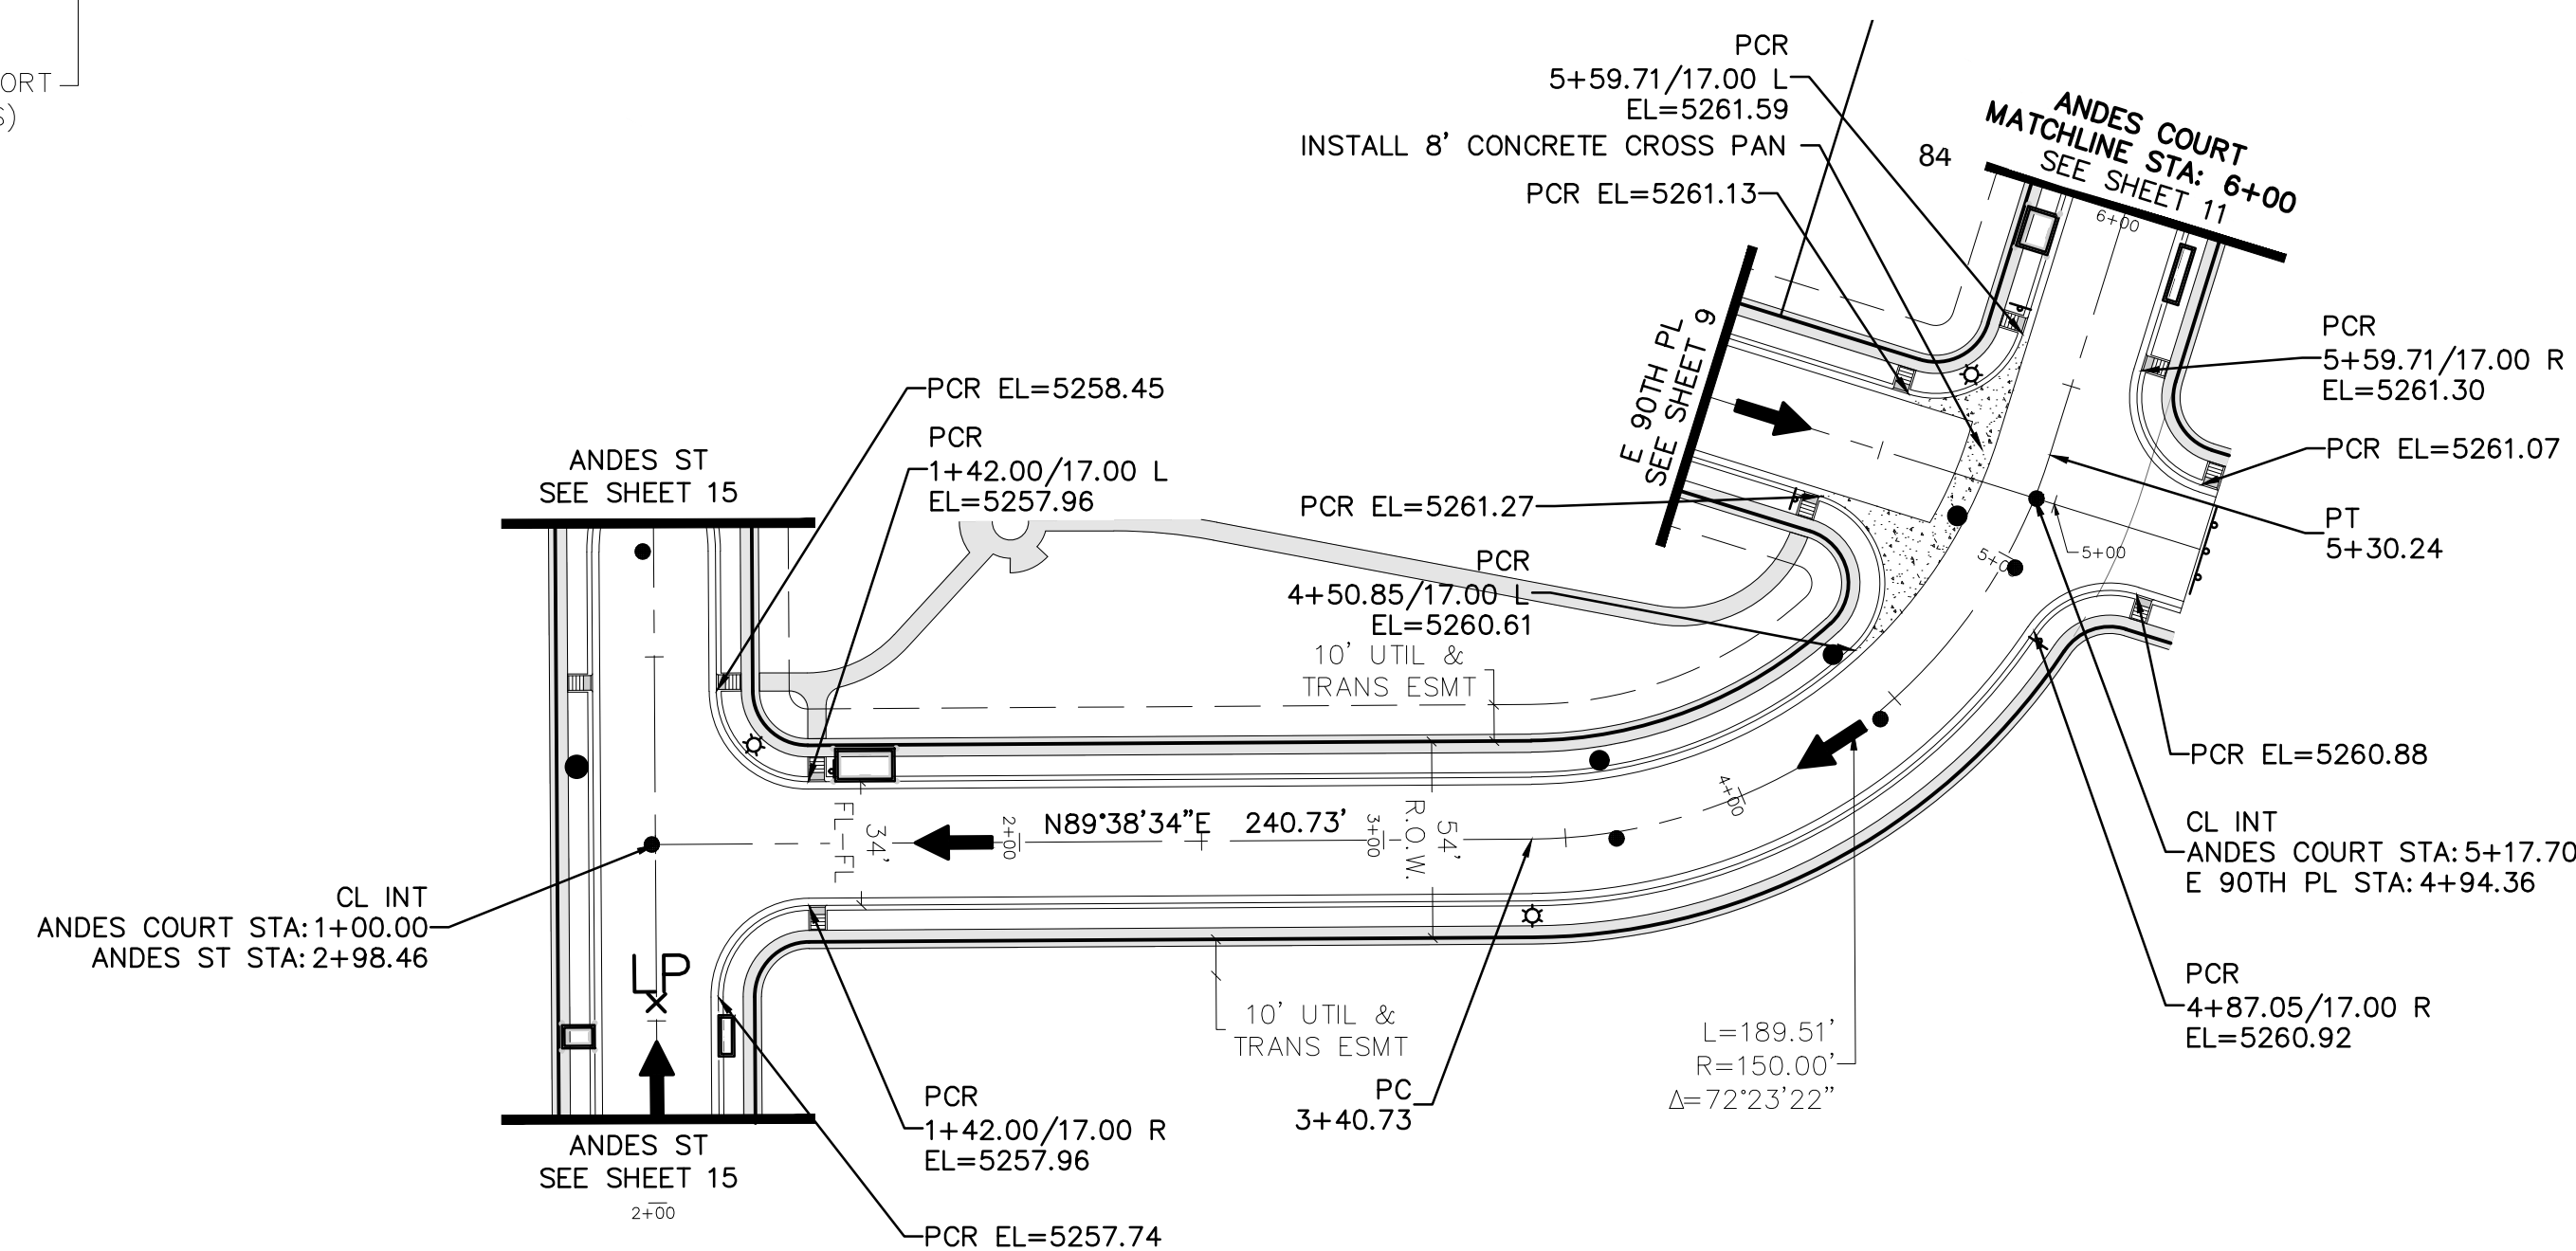 ORT
S)
PCR
5+59.71/17.00 L
EL=5261.59
INSTALL 8' CONCRETE CROSS PAN
PCR EL=5261.13
84
ANDES COURT
MATCHLINE STA: 6+00
SEE SHEET 11
6+00
E 90TH PL
SEE SHEET 9
PCR
5+59.71/17.00 R
EL=5261.30
PCR EL=5261.07
PT
5+30.24
PCR EL=5258.45
PCR
1+42.00/17.00 L
EL=5257.96
ANDES ST
SEE SHEET 15
PCR EL=5261.27
PCR
4+50.85/17.00 L
EL=5260.61
10' UTIL &
TRANS ESMT
5+00
5+00
PCR EL=5260.88
4+00
FL-FL
34'
2+00
N89°38'34"E 240.73'
3+00
R.O.W.
54'
CL INT
ANDES COURT STA: 5+17.70
E 90TH PL STA: 4+94.36
CL INT
ANDES COURT STA: 1+00.00
ANDES ST STA: 2+98.46
LP
PCR
4+87.05/17.00 R
EL=5260.92
10' UTIL &
TRANS ESMT
L=189.51'
R=150.00'
Δ=72°23'22"
PC
3+40.73
PCR
1+42.00/17.00 R
EL=5257.96
ANDES ST
SEE SHEET 15
2+00
PCR EL=5257.74